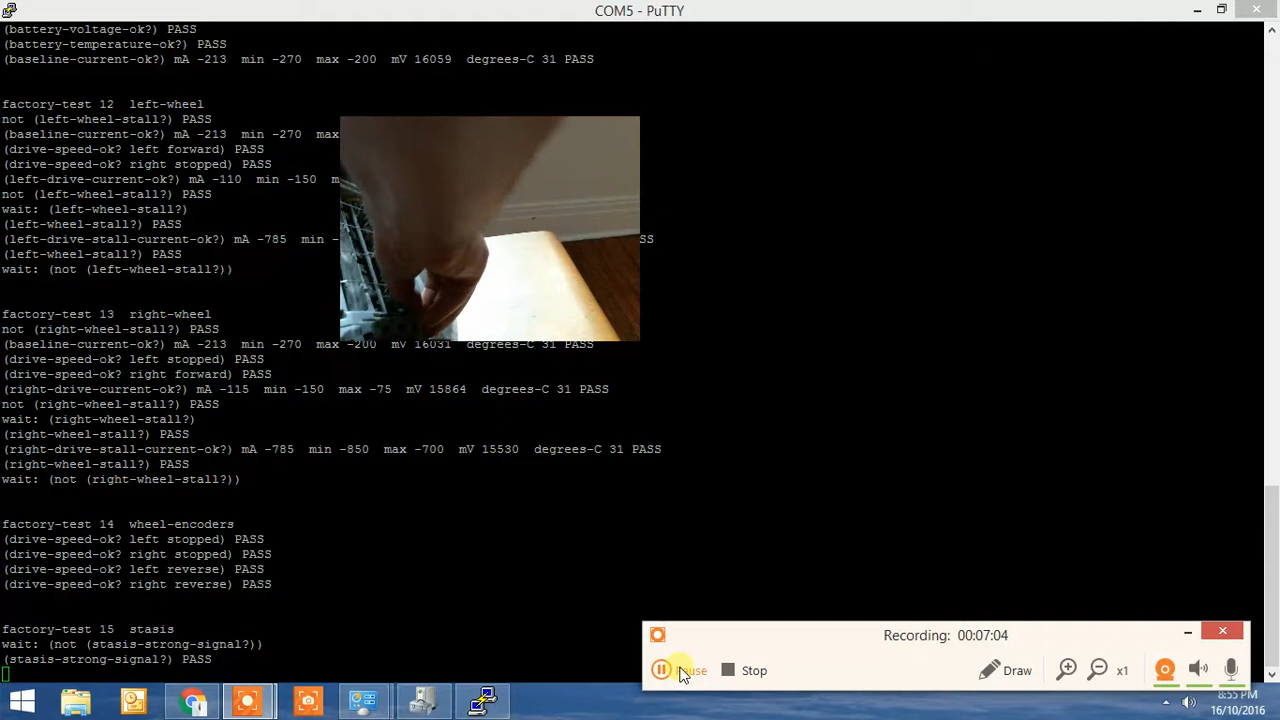 COM5 - PuTTY
(battery-voltage-ok?) PASS
(battery-temperature-ok?) PASS
(baseline-current-ok?) mA -213 min -270 max -200 mV 16059 degrees-C 31 PASS
factory-test 12 left-wheel
not (left-wheel-stall?) PASS
(baseline-current-ok?) mA -213 min -270 max
(drive-speed-ok? left forward) PASS
(drive-speed-ok? right stopped) PASS
(left-drive-current-ok?) mA -110 min -150 m
not (left-wheel-stall?) PASS
wait: (left-wheel-stall?)
(left-wheel-stall?) PASS
(left-drive-stall-current-ok?) mA -785 min - SS
(left-wheel-stall?) PASS
wait: (not (left-wheel-stall?))
factory-test 13 right-wheel
not (right-wheel-stall?) PASS
(baseline-current-ok?) mA -213 min -270 max -200 mV 16031 degrees-C 31 PASS
(drive-speed-ok? left stopped) PASS
(drive-speed-ok? right forward) PASS
(right-drive-current-ok?) mA -115 min -150 max -75 mV 15864 degrees-C 31 PASS
not (right-wheel-stall?) PASS
wait: (right-wheel-stall?)
(right-wheel-stall?) PASS
(right-drive-stall-current-ok?) mA -785 min -850 max -700 mV 15530 degrees-C 31 PASS
(right-wheel-stall?) PASS
wait: (not (right-wheel-stall?))
factory-test 14 wheel-encoders
(drive-speed-ok? left stopped) PASS
(drive-speed-ok? right stopped) PASS
(drive-speed-ok? left reverse) PASS
(drive-speed-ok? right reverse) PASS
factory-test 15 stasis
wait: (not (stasis-strong-signal?))
(stasis-strong-signal?) PASS
Recording: 00:07:04
Pause Stop Draw x1
8:55 PM
16/10/2016